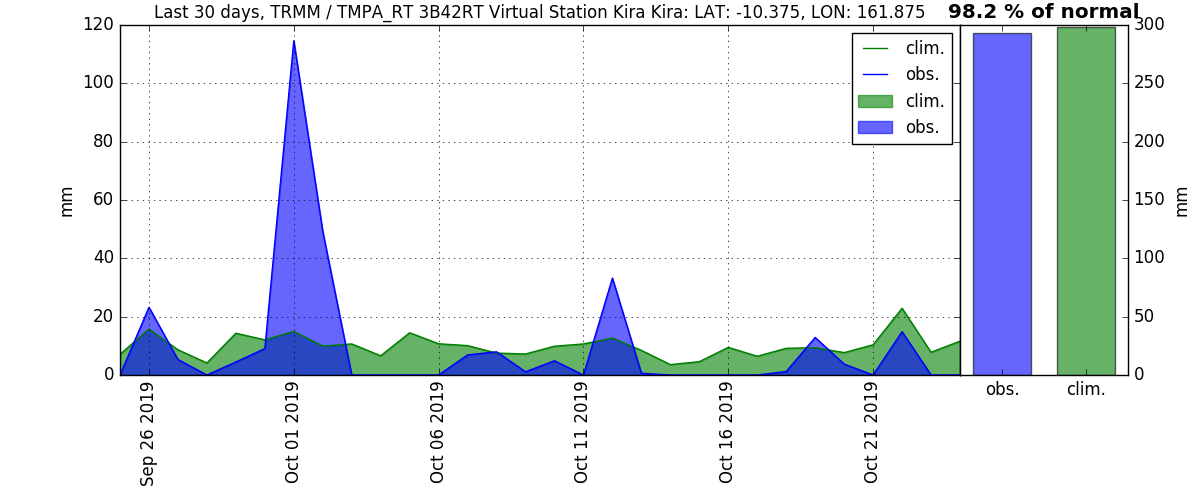 Last 30 days, TRMM / TMPA_RT 3B42RT Virtual Station Kira Kira: LAT: -10.375, LON: 161.875
98.2 % of normal
120
100
80
60
40
20
0
mm
clim.
obs.
clim.
obs.
300
250
200
150
100
50
0
mm
Sep 26 2019
Oct 01 2019
Oct 06 2019
Oct 11 2019
Oct 16 2019
Oct 21 2019
obs.
clim.